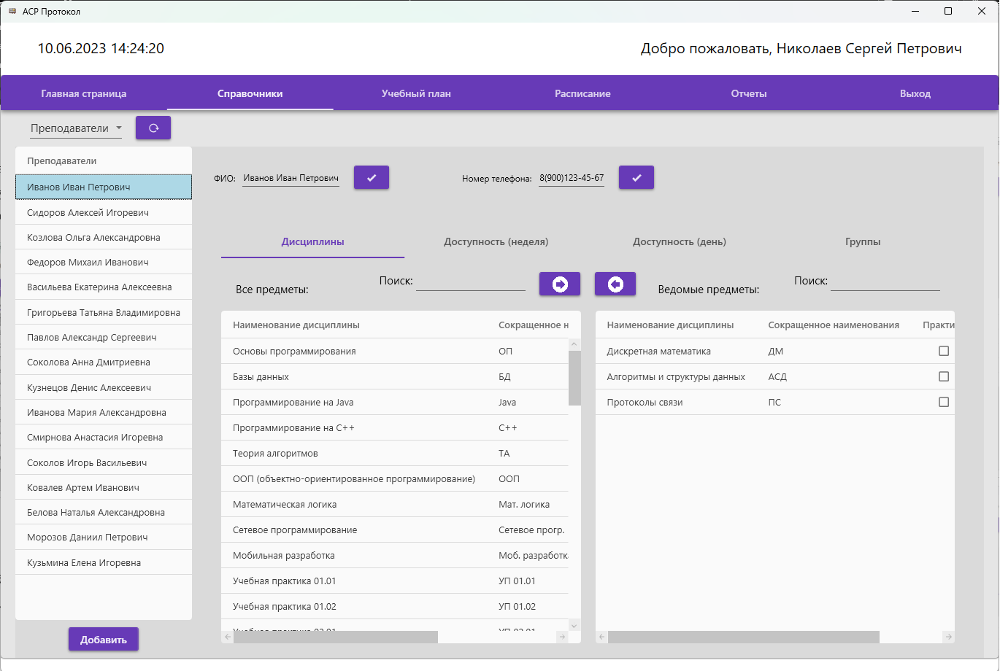 АСР Протокол
10.06.2023 14:24:20
Добро пожаловать, Николаев Сергей Петрович
Главная страница Справочники Учебный план Расписание Отчеты Выход
Преподаватели
Преподаватели
Иванов Иван Петрович
Сидоров Алексей Игоревич
Козлова Ольга Александровна
Федоров Михаил Иванович
Васильева Екатерина Алексеевна
Григорьева Татьяна Владимировна
Павлов Александр Сергеевич
Соколова Анна Дмитриевна
Кузнецов Денис Алексеевич
Иванова Мария Александровна
Смирнова Анастасия Игоревна
Соколов Игорь Васильевич
Ковалев Артем Иванович
Белова Наталья Александровна
Морозов Даниил Петрович
Кузьмина Елена Игоревна
Добавить
ФИО: Иванов Иван Петрович
Номер телефона: 8(900)123-45-67
Дисциплины Доступность (неделя) Доступность (день) Группы
Все предметы: Поиск:
Ведомые предметы: Поиск:
Наименование дисциплины Сокращенное н
Основы программирования ОП
Базы данных БД
Программирование на Java Java
Программирование на C++ C++
Теория алгоритмов ТА
ООП (объектно-ориентированное программирование) ООП
Математическая логика Мат. логика
Сетевое программирование Сетевое прогр.
Мобильная разработка Моб. разработка
Учебная практика 01.01 УП 01.01
Учебная практика 01.02 УП 01.02
Учебная практика 02.01 УП 02.01
Наименование дисциплины Сокращенное наименования Практи
Дискретная математика ДМ
Алгоритмы и структуры данных АСД
Протоколы связи ПС